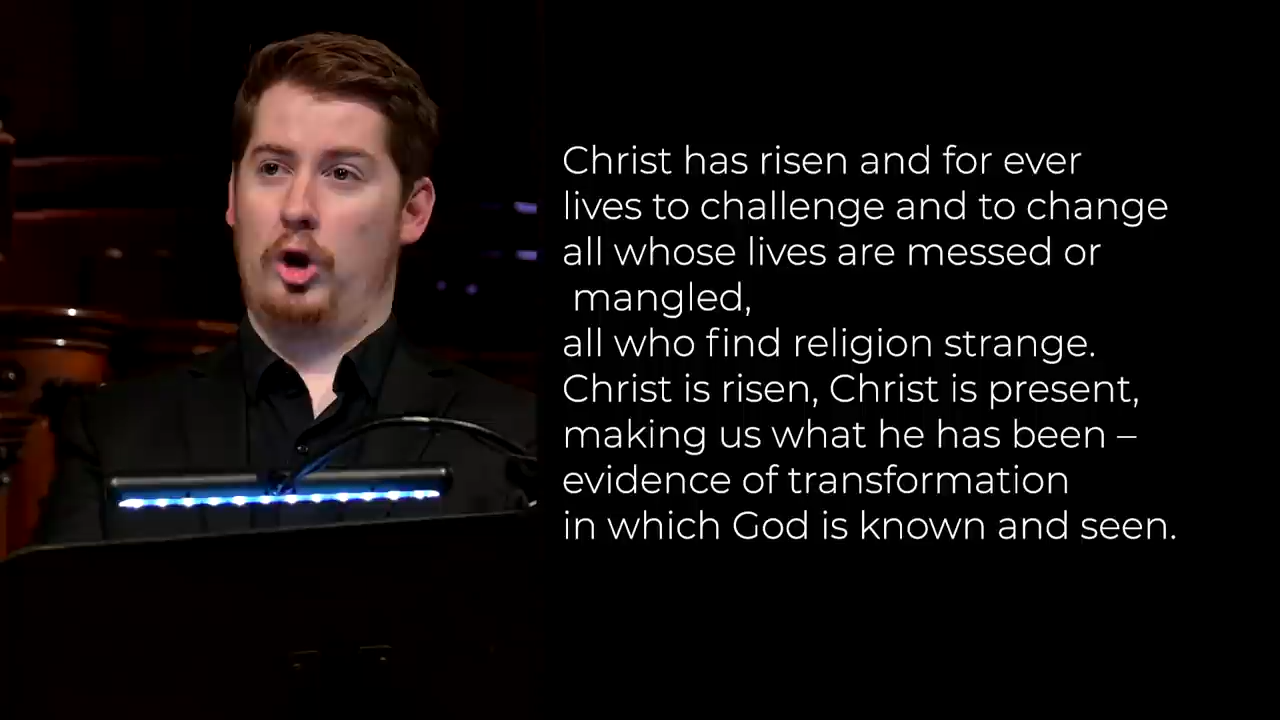 Christ has risen and for ever
lives to challenge and to change
all whose lives are messed or
mangled,
all who find religion strange.
Christ is risen, Christ is present,
making us what he has been –
evidence of transformation
in which God is known and seen.